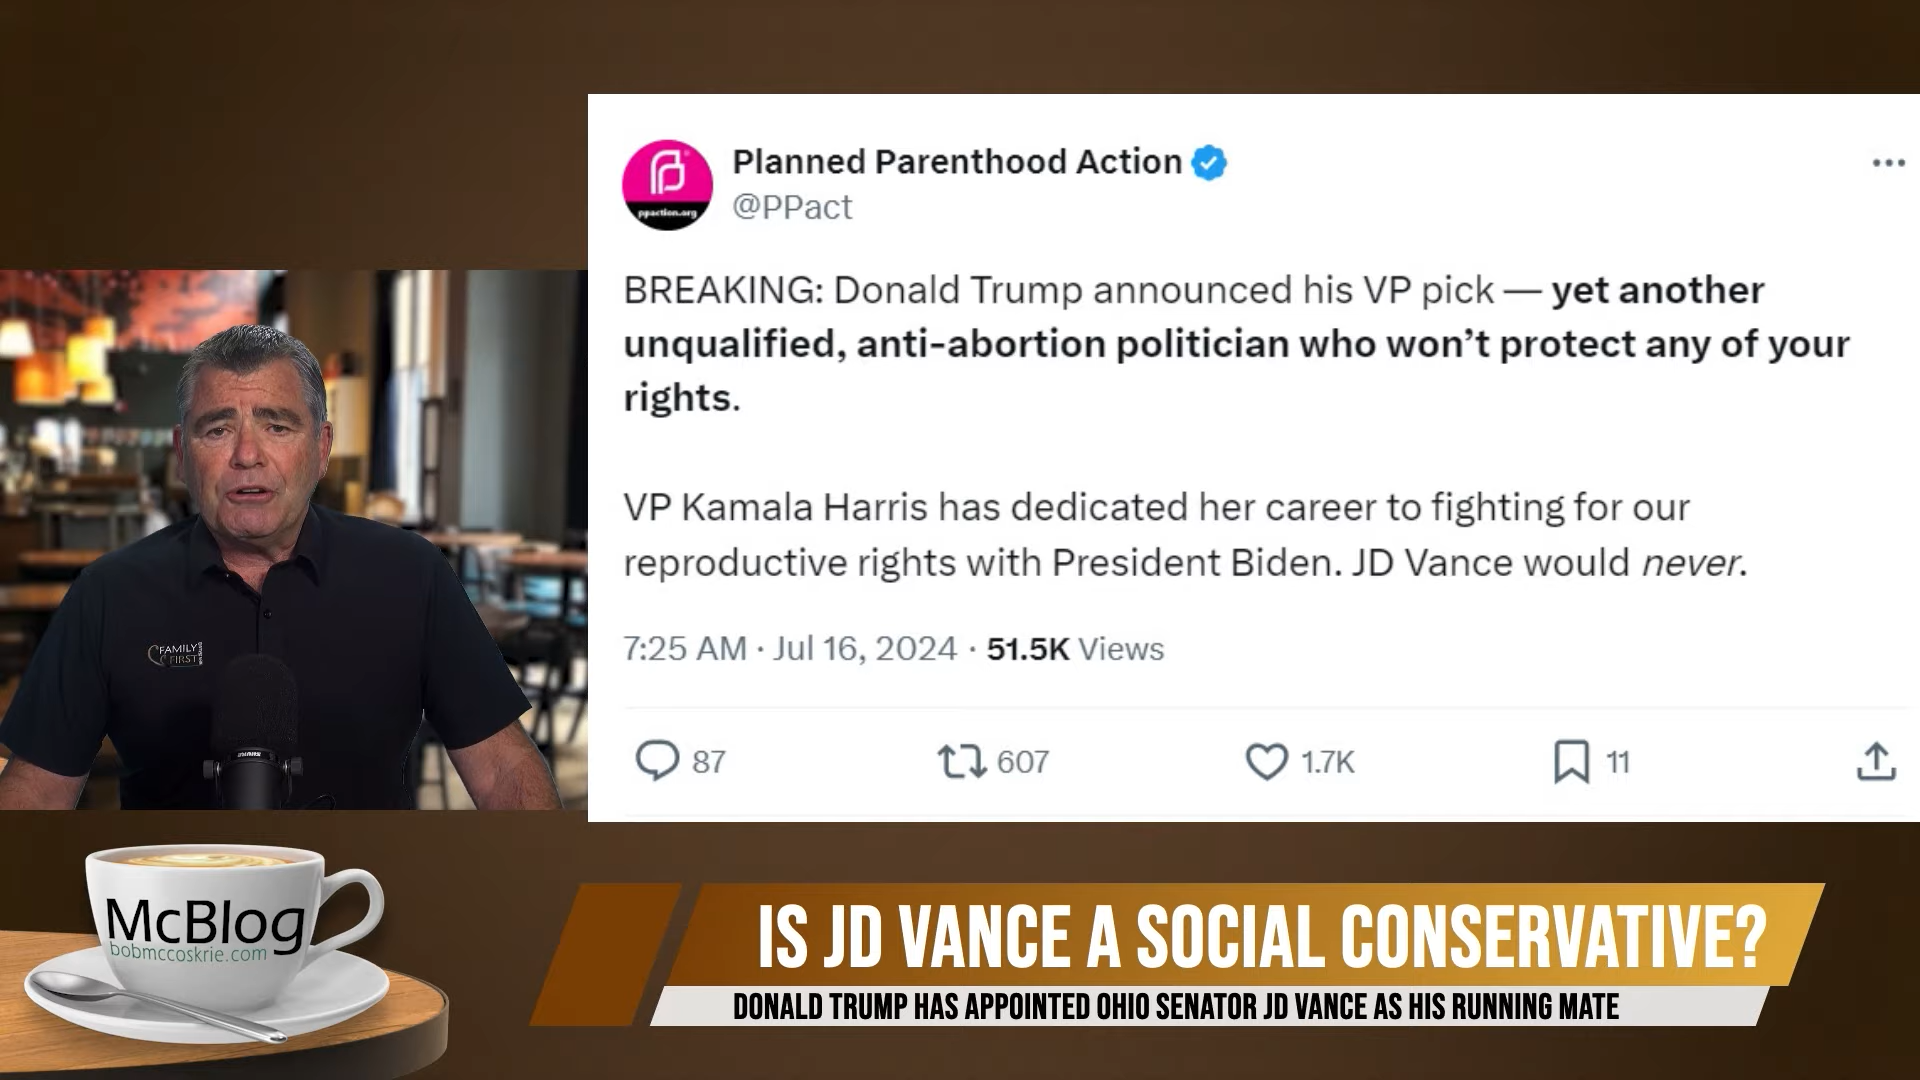 Planned Parenthood Action
@PPact
ppaction.org
BREAKING: Donald Trump announced his VP pick — yet another
unqualified, anti-abortion politician who won’t protect any of your
rights.
VP Kamala Harris has dedicated her career to fighting for our
reproductive rights with President Biden. JD Vance would never.
7:25 AM · Jul 16, 2024 · 51.5K Views
87 607 1.7K 11
FAMILY
FIRST
McBlog
bobmccoskrie.com
IS JD VANCE A SOCIAL CONSERVATIVE?
DONALD TRUMP HAS APPOINTED OHIO SENATOR JD VANCE AS HIS RUNNING MATE